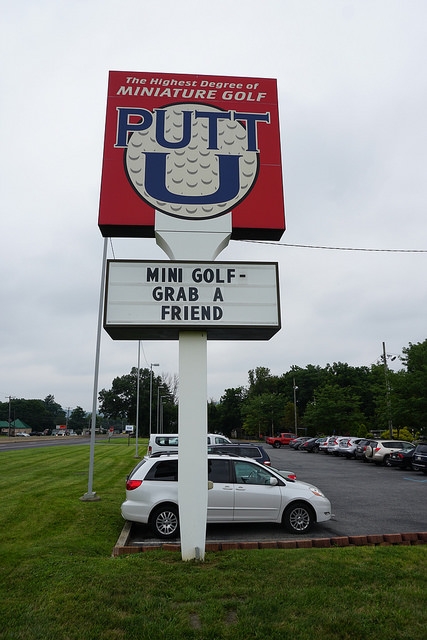 The Highest Degree of
MINIATURE GOLF
PUTT
U
MINI GOLF-
GRAB A
FRIEND